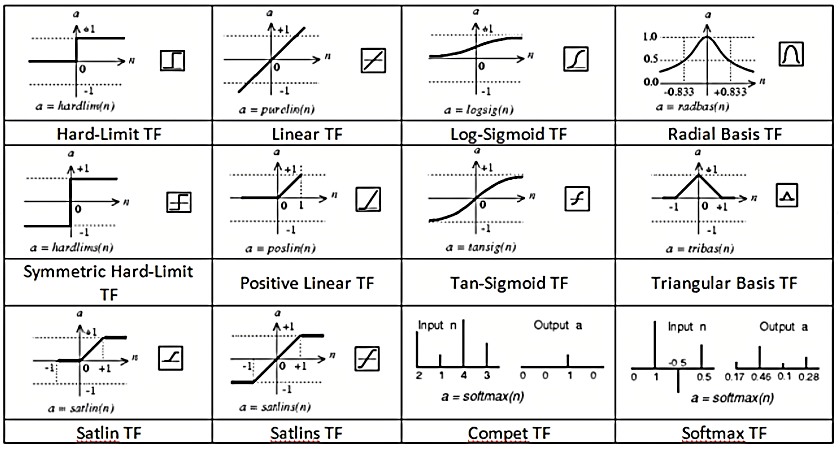 a
+1
n
0
-1
a = hardlim(n)
Hard-Limit TF
a
+1
n
0
-1
a = purelin(n)
Linear TF
a
+1
n
0
-1
a = logsig(n)
Log-Sigmoid TF
a
1.0
0.5
0.0
n
-0.833 +0.833
a = radbas(n)
Radial Basis TF
a
+1
n
0
-1
a = hardlims(n)
Symmetric Hard-Limit
TF
a
+1
n
0 1
-1
a = poslin(n)
Positive Linear TF
a
+1
n
0
-1
a = tansig(n)
Tan-Sigmoid TF
a
+1
n
-1 0 +1
-1
a = tribas(n)
Triangular Basis TF
a
+1
n
-1 0 +1
-1
a = satlin(n)
Satlin TF
a
+1
n
-1 0 +1
-1
a = satlins(n)
Satlins TF
Input n Output a
2 1 4 3 0 0 1 0
a = softmax(n)
Compet TF
Input n Output a
-0.5
0 1 0.5 0.17 0.46 0.1 0.28
a = softmax(n)
Softmax TF